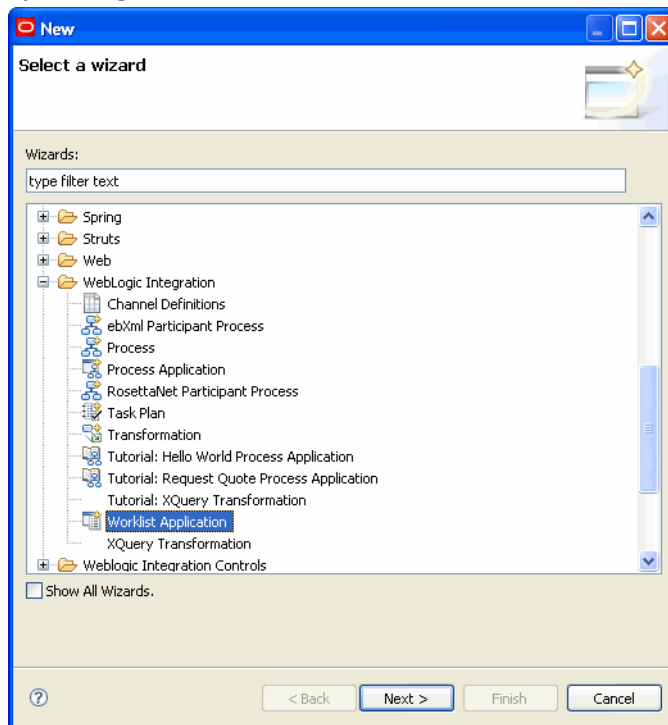 New
Select a wizard
Wizards:
type filter text
Spring
Struts
Web
WebLogic Integration
Channel Definitions
ebXml Participant Process
Process
Process Application
RosettaNet Participant Process
Task Plan
Transformation
Tutorial: Hello World Process Application
Tutorial: Request Quote Process Application
Tutorial: XQuery Transformation
Worklist Application
XQuery Transformation
Weblogic Integration Controls
Show All Wizards.
? < Back Next > Finish Cancel